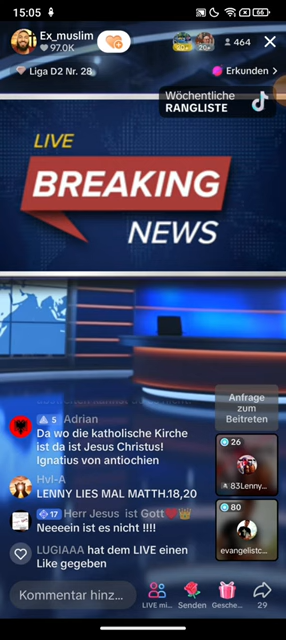 15:05
66
Ex_muslim
97.0K
20+
464
Liga D2 Nr. 28
Erkunden >
Wöchentliche
RANGLISTE
LIVE
BREAKING
NEWS
Anfrage
zum
Beitreten
5 Adrian
Da wo die katholische Kirche
ist da ist Jesus Christus!
Ignatius von antiochien
Hvl-A
LENNY LIES MAL MATTH.18,20
17 Herr Jesus ist Gott
Neeeein ist es nicht !!!!
LUGIAAA hat dem LIVE einen
Like gegeben
26
83Lenny...
80
evangelistc...
Kommentar hinz...
LIVE mi...
Senden
Gesche...
29